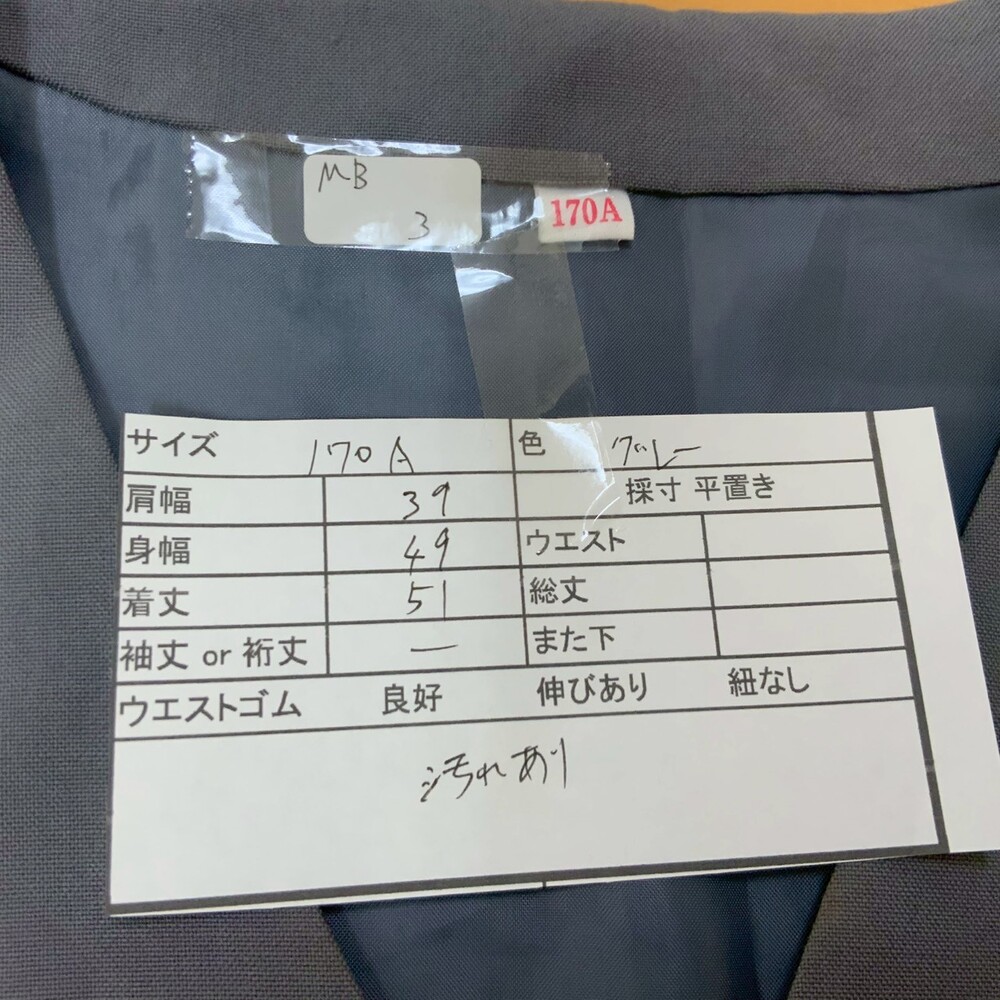 MB
3
170A
サイズ 170A 色 グレー
肩幅 39 採寸 平置き
身幅 49 ウエスト
着丈 51 総丈
袖丈 or 裄丈 — また下
ウエストゴム 良好 伸びあり 紐なし
汚れあり